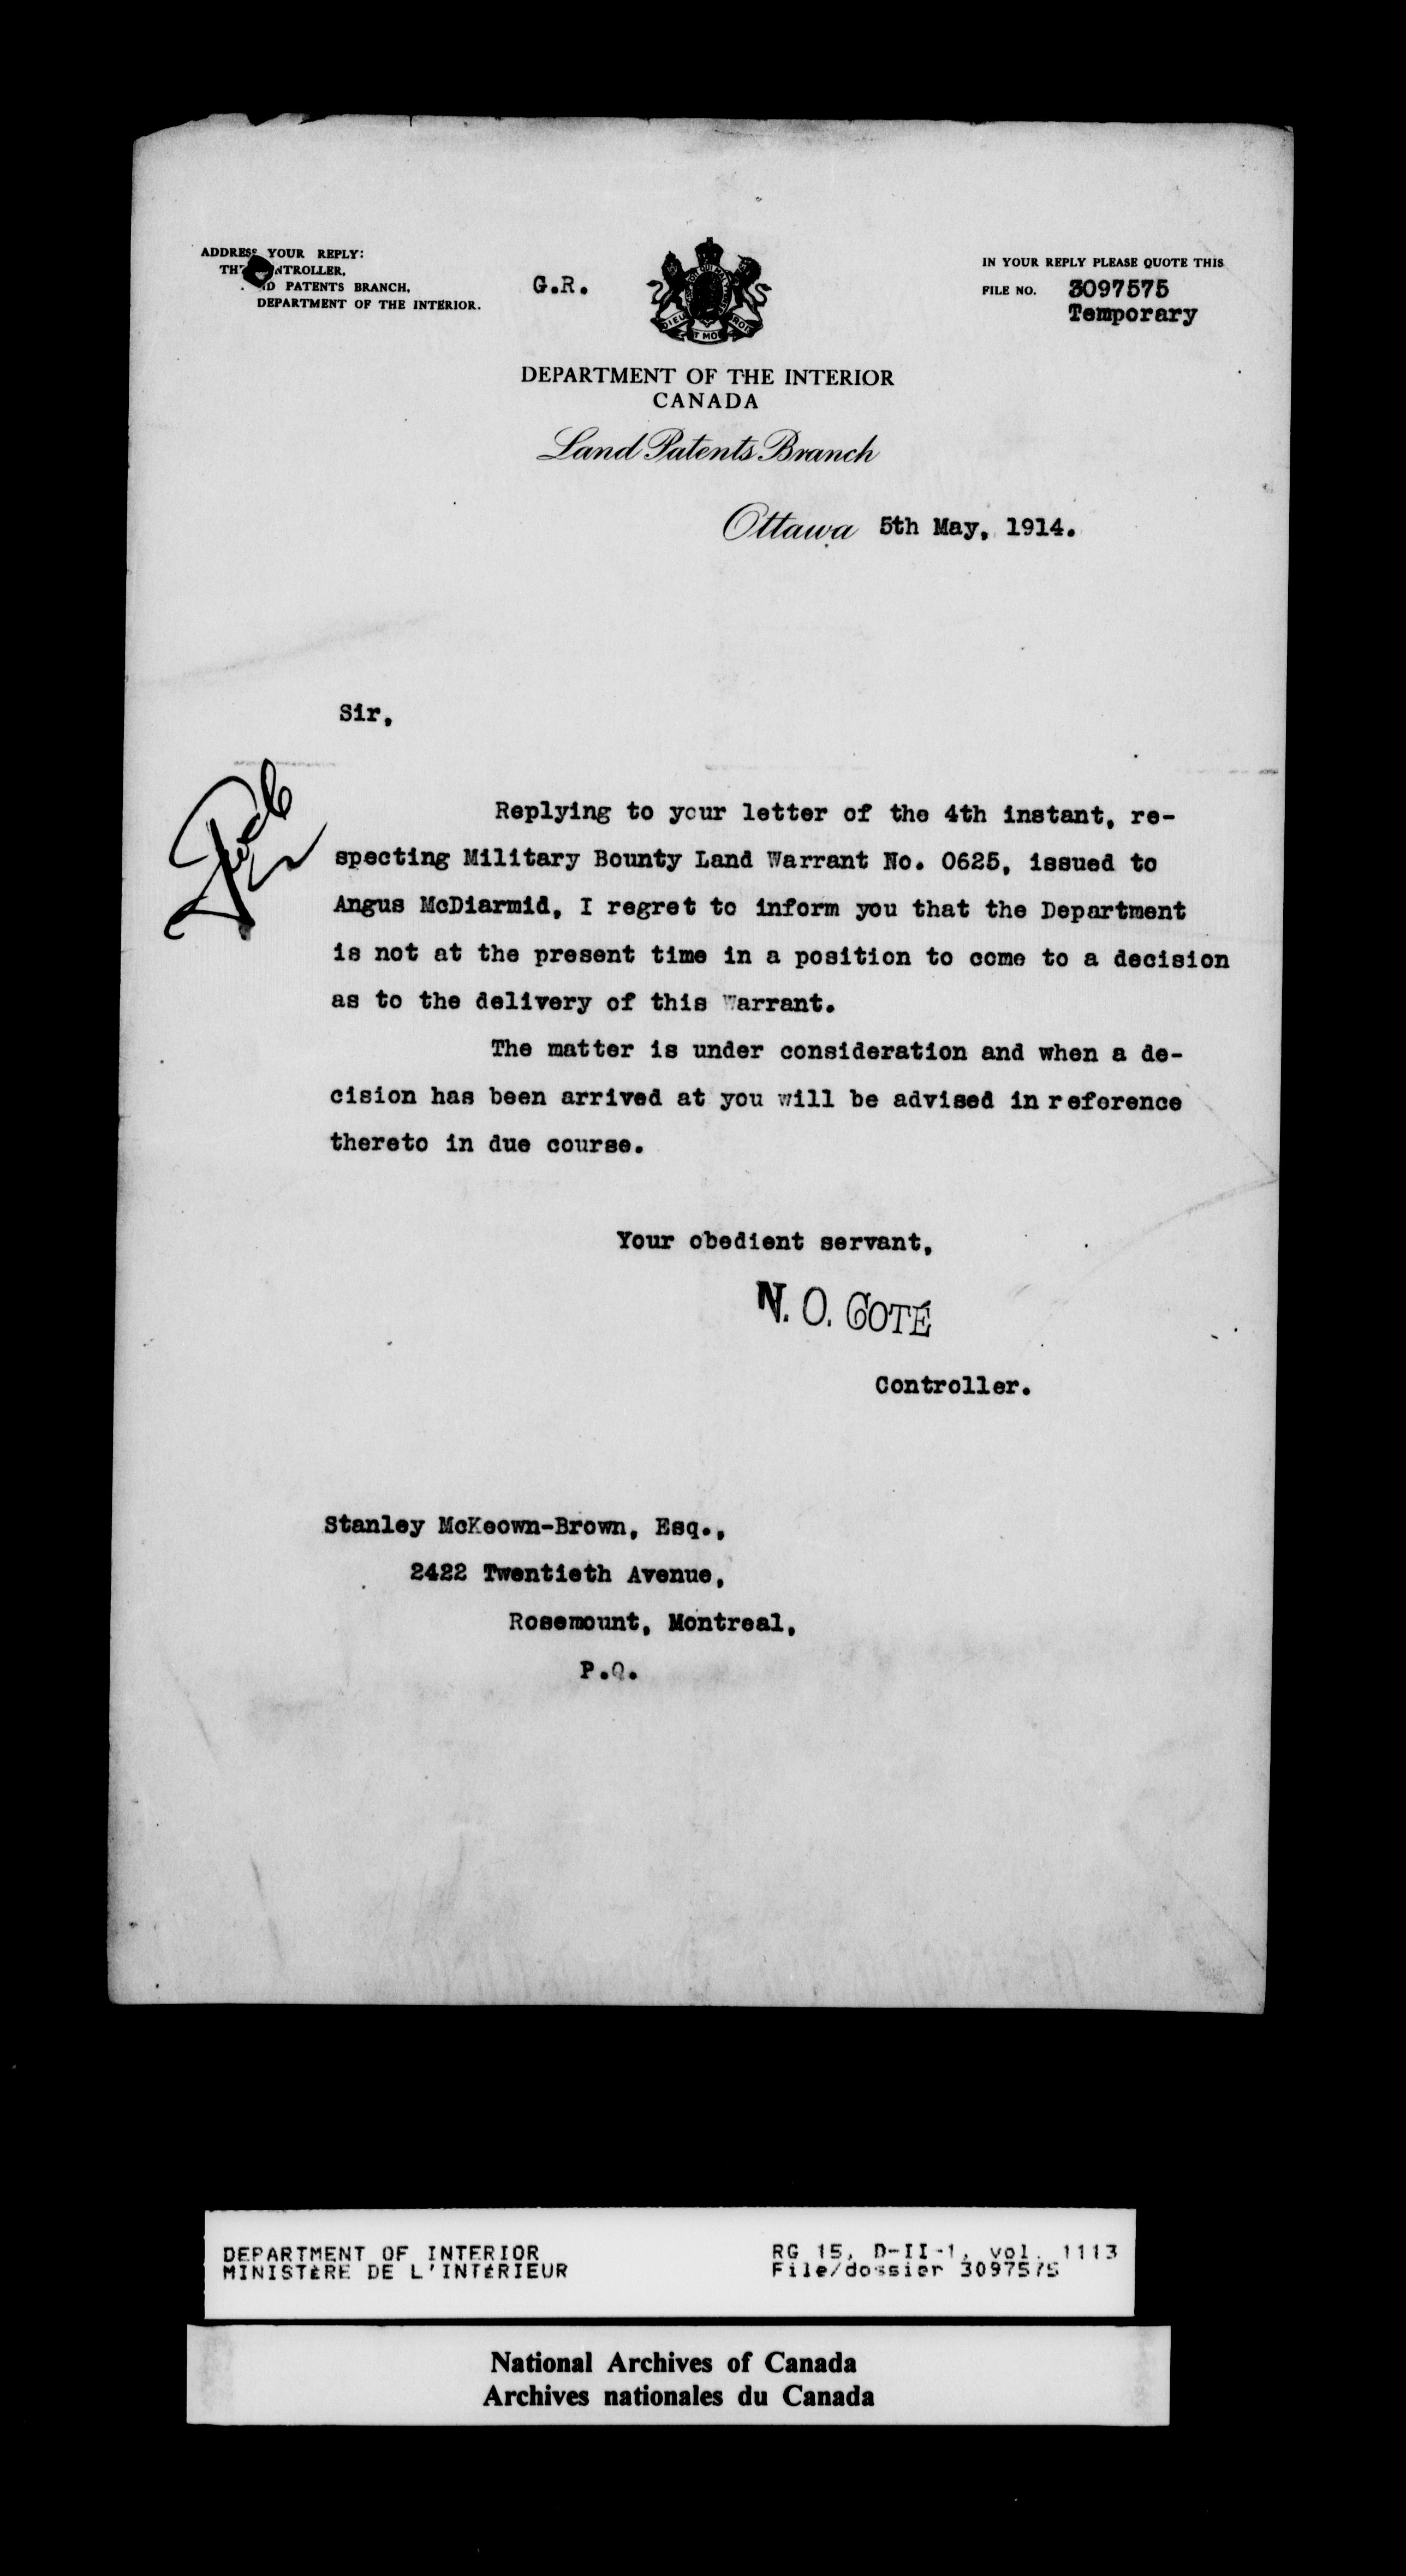 ADDRESS YOUR REPLY:
PATENTS BRANCH,
DEPARTMENT OF THE INTERIOR.
G.R.
IN YOUR REPLY PLEASE QUOTE THIS
FILE NO. 3097575
Temporary
DEPARTMENT OF THE INTERIOR
CANADA
Land Patents Branch
Ottawa 5th May, 1914.
Sir,
Replying to your letter of the 4th instant, re-
specting Military Bounty Land Warrant No. 0625, issued to
Angus McDiarmid, I regret to inform you that the Department
is not at the present time in a position to come to a decision
as to the delivery of this Warrant.
The matter is under consideration and when a de-
cision has been arrived at you will be advised in reference
thereto in due course.
Your obedient servant,
N. O. COTÉ
Controller.
Stanley McKeown-Brown, Esq.,
2422 Twentieth Avenue,
Rosemount, Montreal,
P.Q.
DEPARTMENT OF INTERIOR
MINISTÈRE DE L'INTÉRIEUR
RG 15, D-II-1, vol. 1113
File/dossier 3097575
National Archives of Canada
Archives nationales du Canada